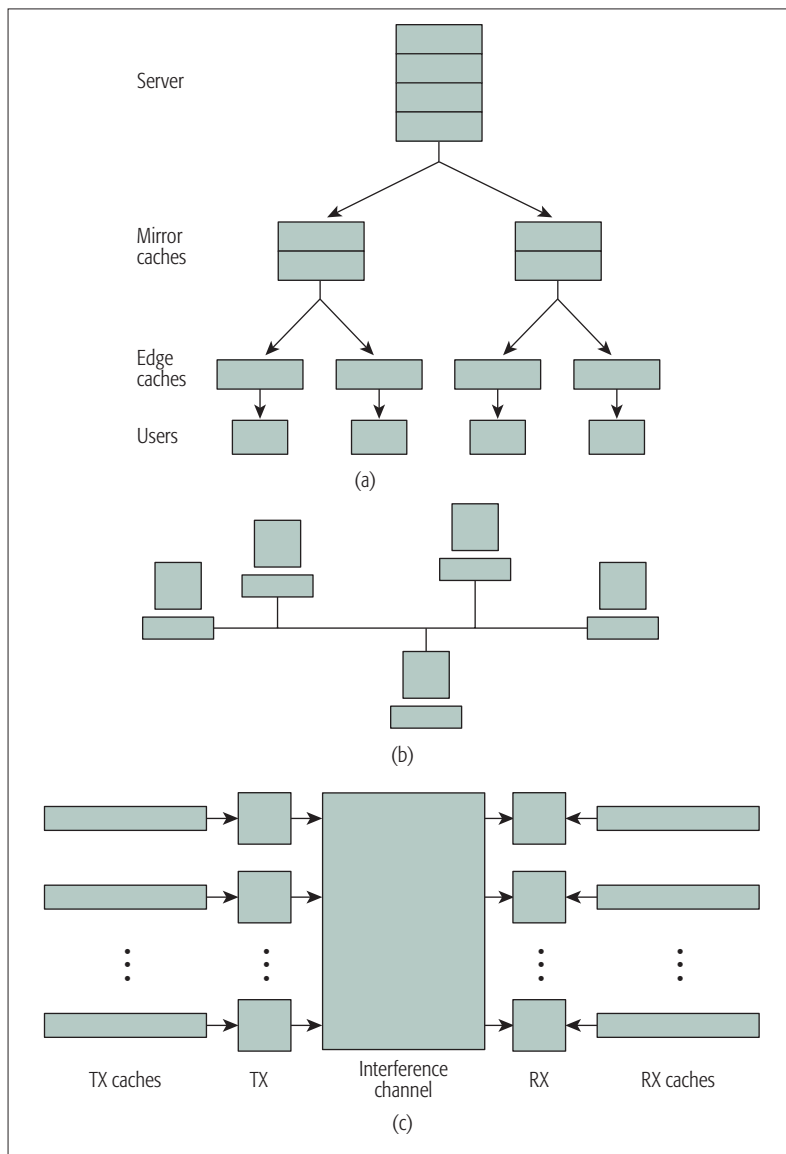 Server
Mirror
caches
Edge
caches
Users
(a)
(b)
TX caches
TX
Interference
channel
RX
RX caches
(c)